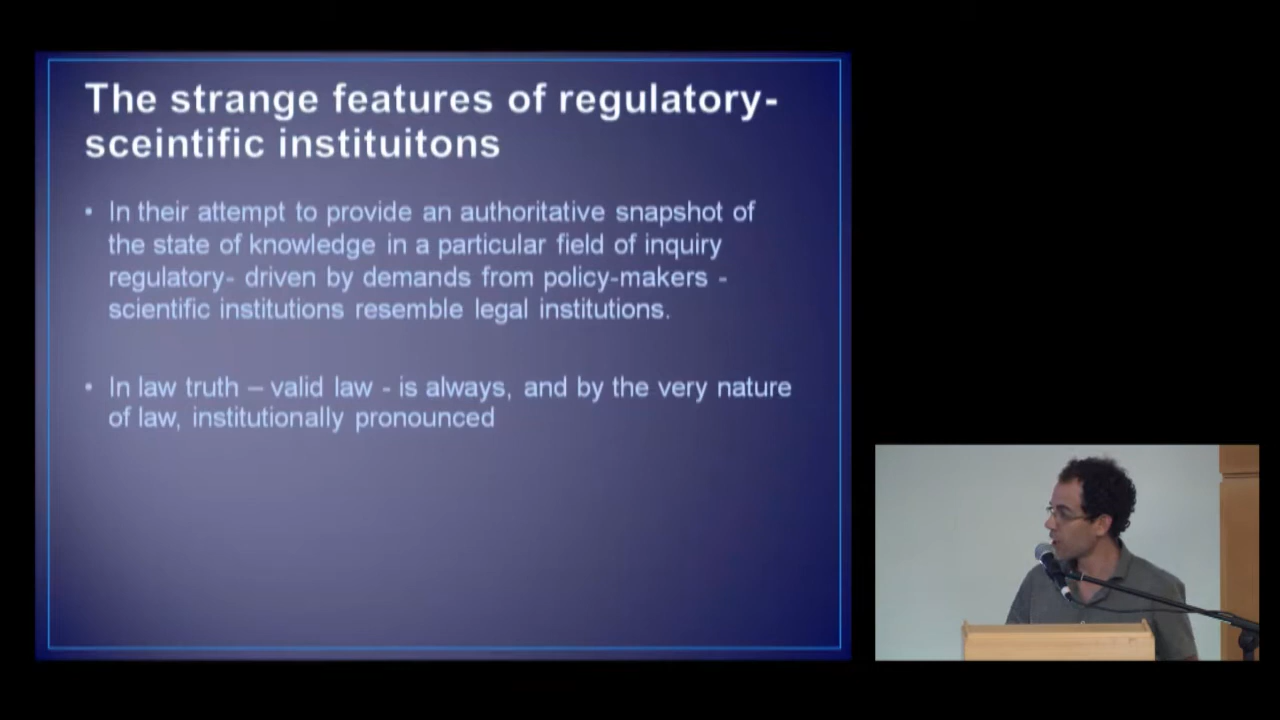 The strange features of regulatory-
sceintific instituitons
• In their attempt to provide an authoritative snapshot of
the state of knowledge in a particular field of inquiry
regulatory- driven by demands from policy-makers -
scientific institutions resemble legal institutions.
• In law truth – valid law - is always, and by the very nature
of law, institutionally pronounced